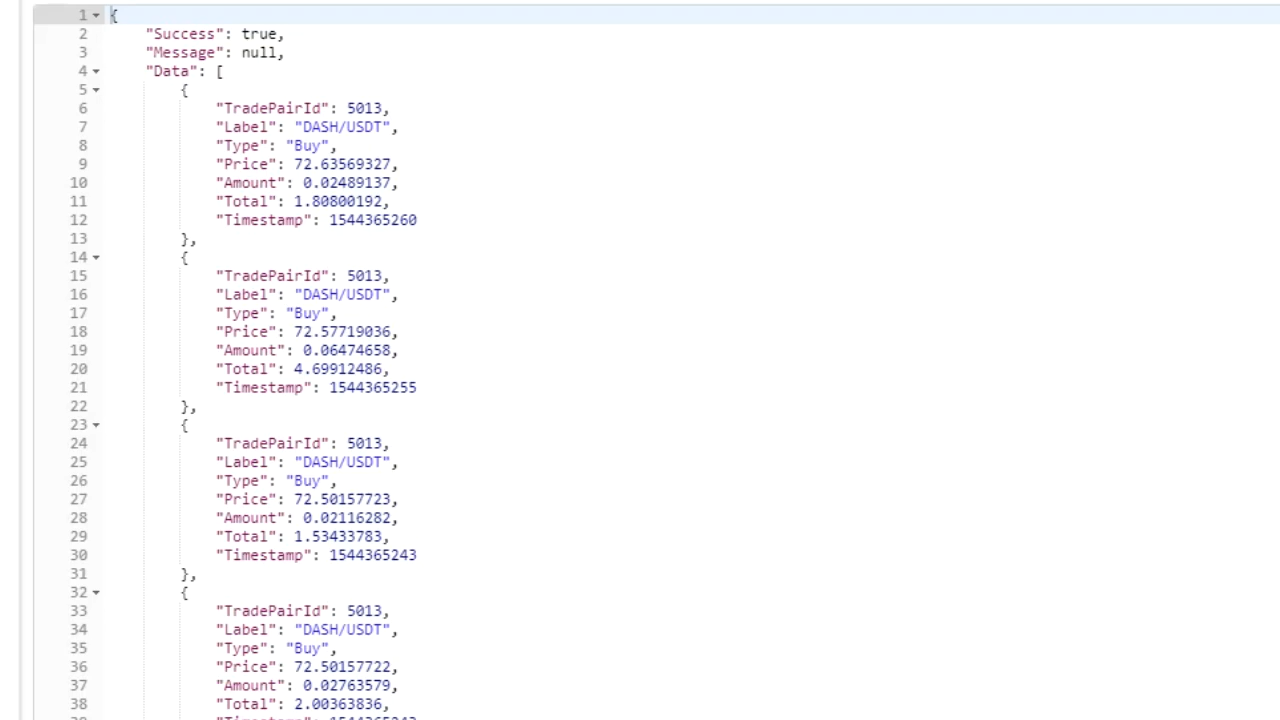 1 {
2 "Success": true,
3 "Message": null,
4 "Data": [
5 {
6 "TradePairId": 5013,
7 "Label": "DASH/USDT",
8 "Type": "Buy",
9 "Price": 72.63569327,
10 "Amount": 0.02489137,
11 "Total": 1.80800192,
12 "Timestamp": 1544365260
13 },
14 {
15 "TradePairId": 5013,
16 "Label": "DASH/USDT",
17 "Type": "Buy",
18 "Price": 72.57719036,
19 "Amount": 0.06474658,
20 "Total": 4.69912486,
21 "Timestamp": 1544365255
22 },
23 {
24 "TradePairId": 5013,
25 "Label": "DASH/USDT",
26 "Type": "Buy",
27 "Price": 72.50157723,
28 "Amount": 0.02116282,
29 "Total": 1.53433783,
30 "Timestamp": 1544365243
31 },
32 {
33 "TradePairId": 5013,
34 "Label": "DASH/USDT",
35 "Type": "Buy",
36 "Price": 72.50157722,
37 "Amount": 0.02763579,
38 "Total": 2.00363836,